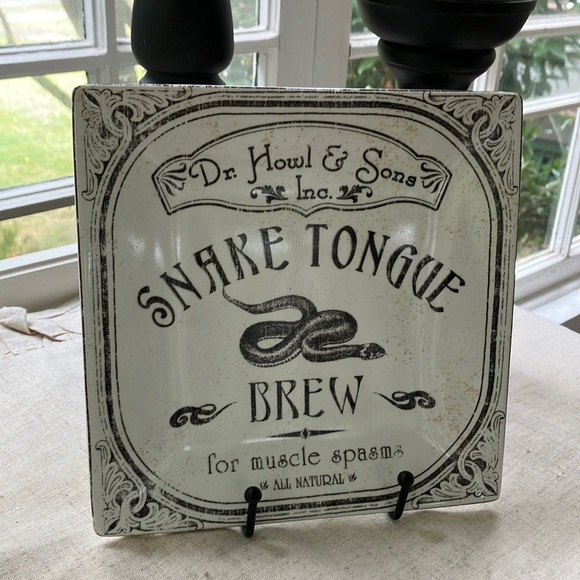 Dr. Howl & Sons
Inc.
SNAKE TONGUE
BREW
for muscle spasms
ALL NATURAL